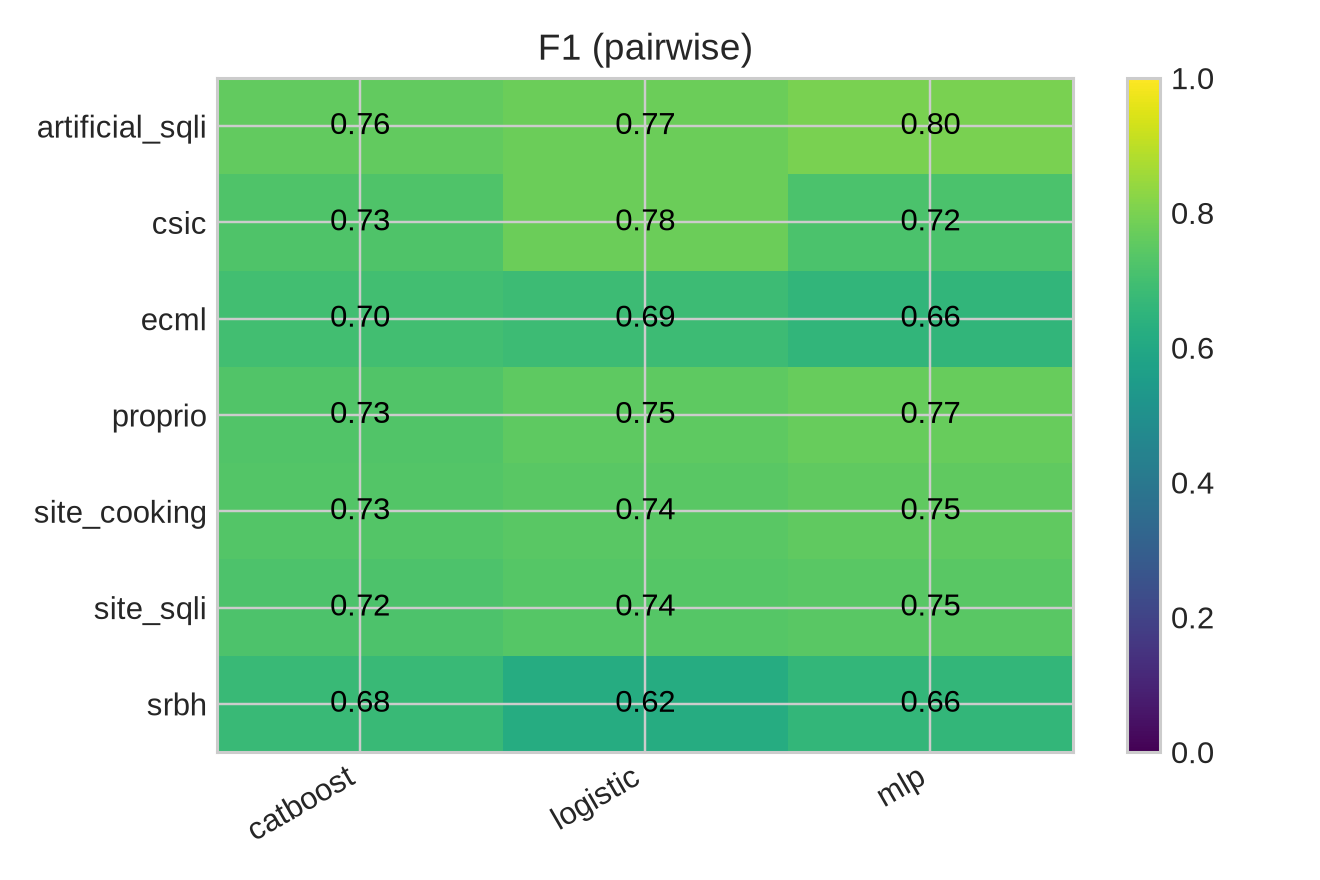 F1 (pairwise)
artificial_sqli 0.76 0.77 0.80
csic 0.73 0.78 0.72
ecml 0.70 0.69 0.66
proprio 0.73 0.75 0.77
site_cooking 0.73 0.74 0.75
site_sqli 0.72 0.74 0.75
srbh 0.68 0.62 0.66
catboost logistic mlp
1.0
0.8
0.6
0.4
0.2
0.0